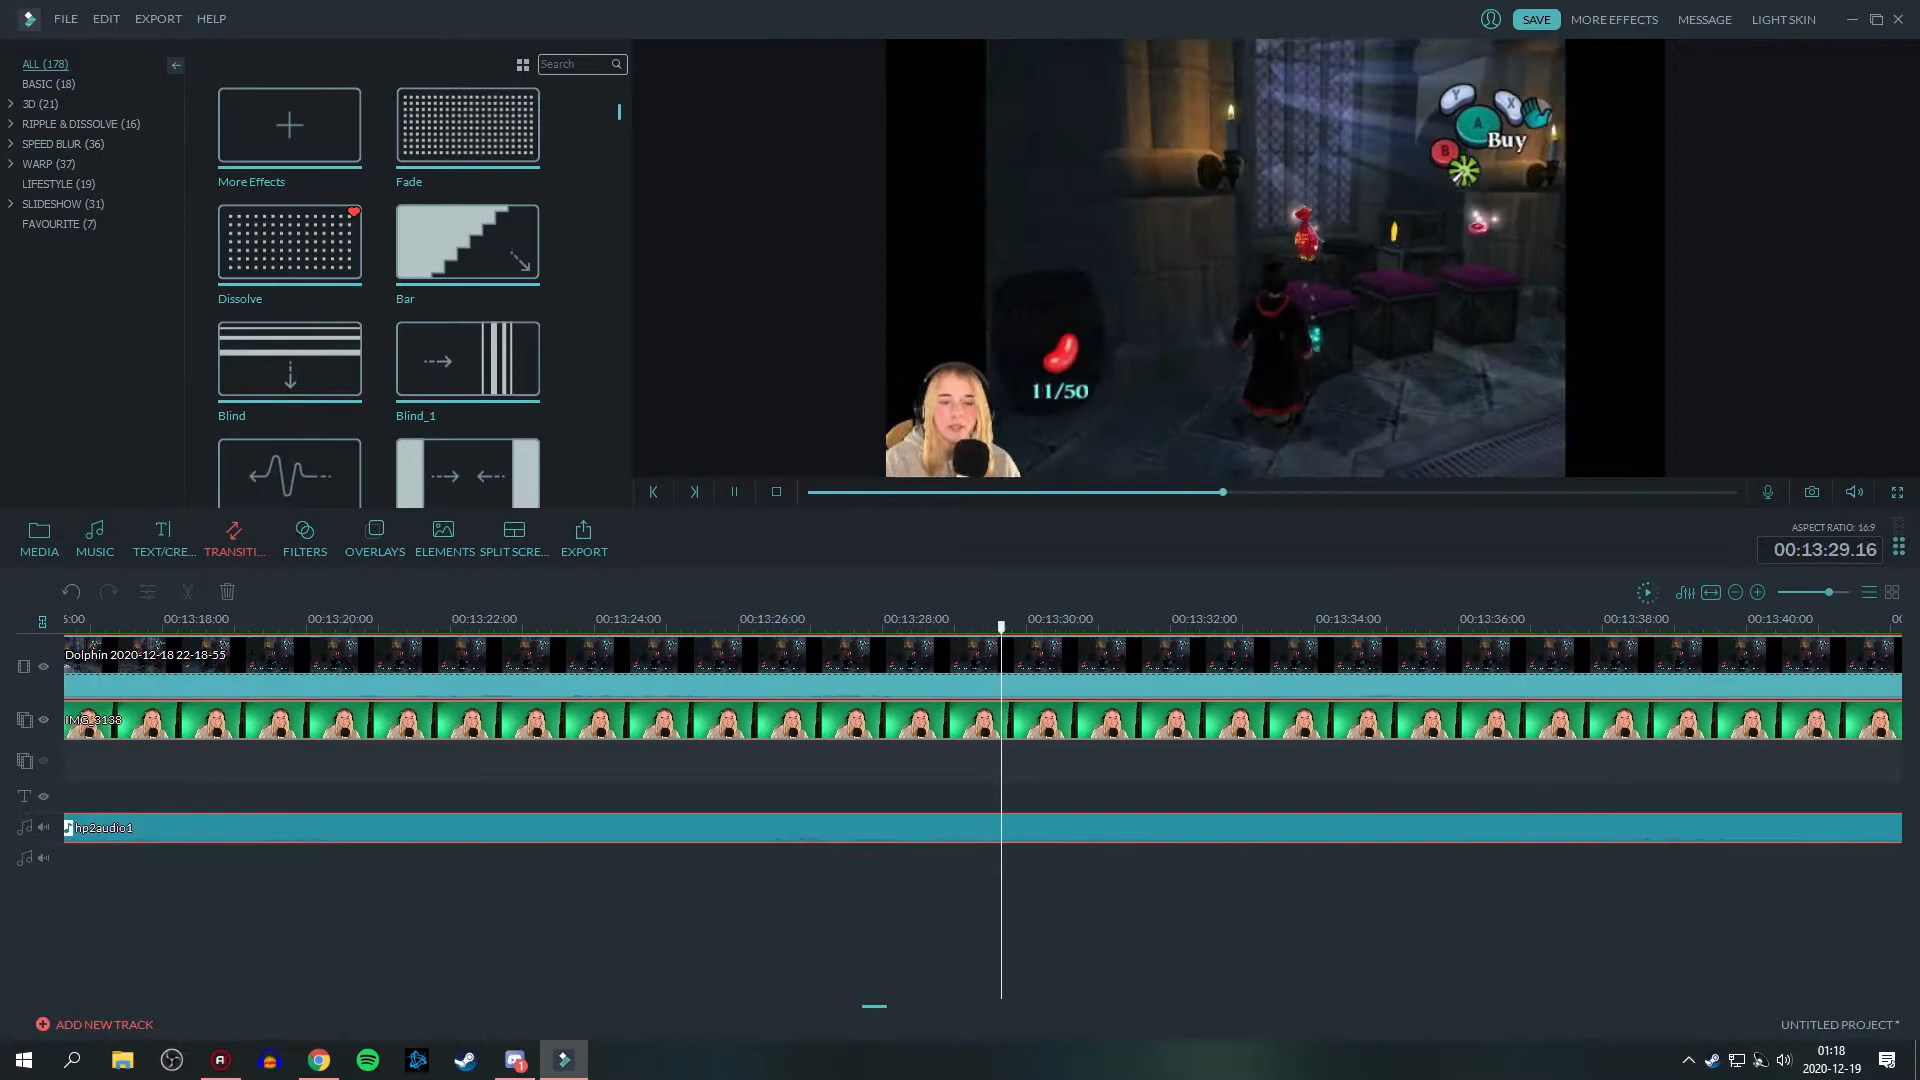 FILE EDIT EXPORT HELP
SAVE MORE EFFECTS MESSAGE LIGHT SKIN
ALL (178)
BASIC (18)
3D (21)
RIPPLE & DISSOLVE (16)
SPEED BLUR (36)
WARP (37)
LIFESTYLE (19)
SLIDESHOW (31)
FAVOURITE (7)
Search
More Effects
Fade
Dissolve
Bar
Blind
Blind_1
Y
X
A
Buy
B
11/50
MEDIA MUSIC TEXT/CRE... TRANSITI... FILTERS OVERLAYS ELEMENTS SPLIT SCRE... EXPORT
ASPECT RATIO: 16:9
00:13:29.16
00:13:18:00 00:13:20:00 00:13:22:00 00:13:24:00 00:13:26:00 00:13:28:00 00:13:30:00 00:13:32:00 00:13:34:00 00:13:36:00 00:13:38:00 00:13:40:00
Dolphin 2020-12-18 22-18-55
IMG_3138
hp2audio1
ADD NEW TRACK
UNTITLED PROJECT *
1
01:18
2020-12-19